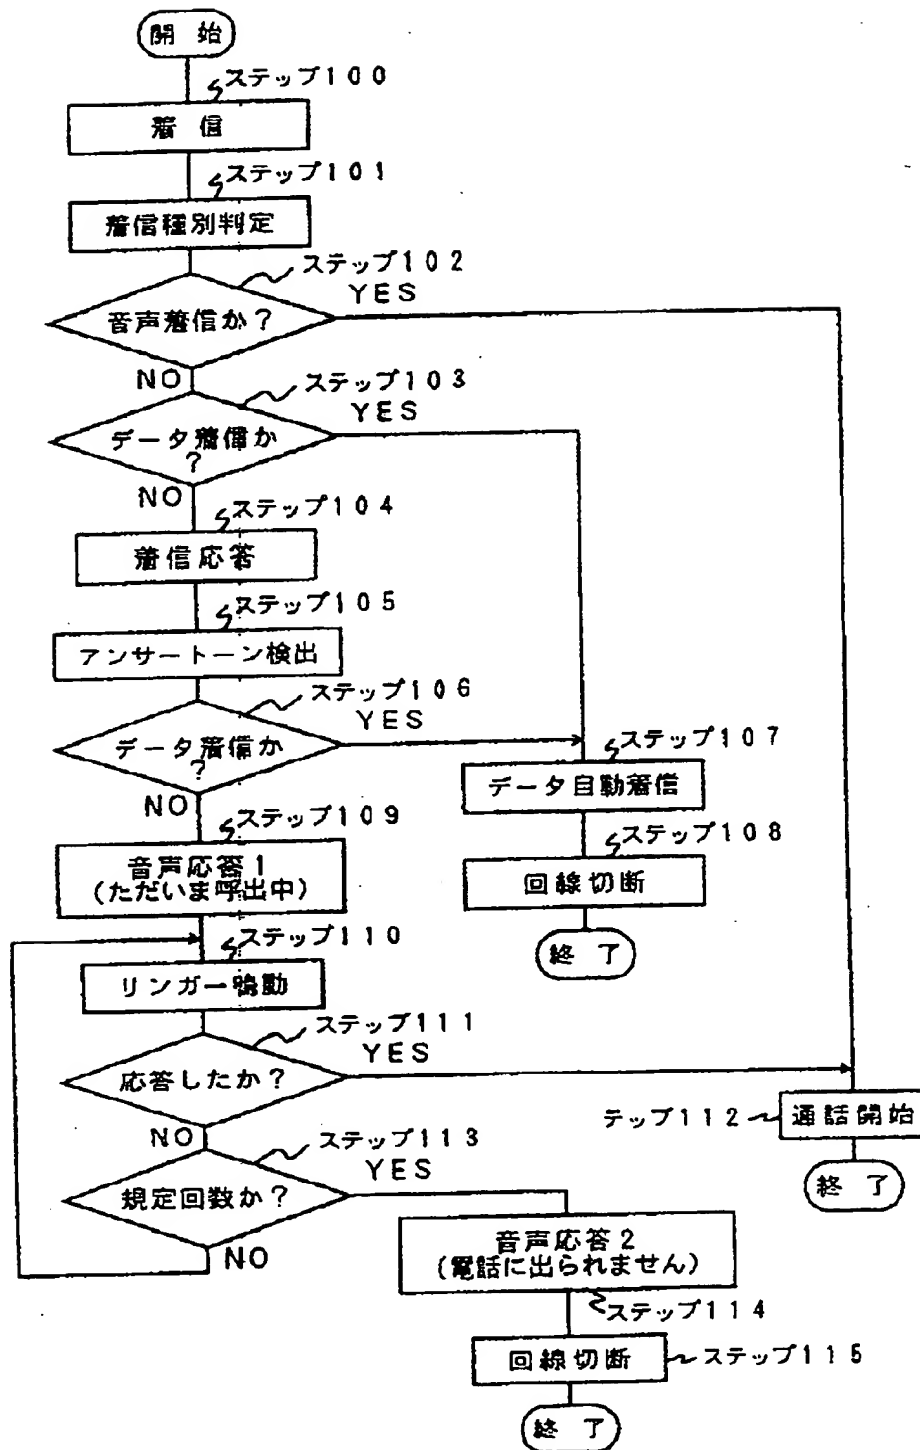 開始
ステップ100
着信
ステップ101
着信種別判定
ステップ102
YES
音声着信か？
NO
ステップ103
YES
データ着信か
？
NO
ステップ104
着信応答
ステップ105
アンサートーン検出
ステップ106
YES
データ着信か
？
NO
ステップ107
データ自動着信
ステップ108
回線切断
終了
ステップ109
音声応答1
(ただいま呼出中)
ステップ110
リンガー鳴動
ステップ111
YES
応答したか？
NO
テップ112
通話開始
終了
ステップ113
YES
規定回数か？
NO
音声応答2
(電話に出られません)
ステップ114
回線切断
ステップ115
終了